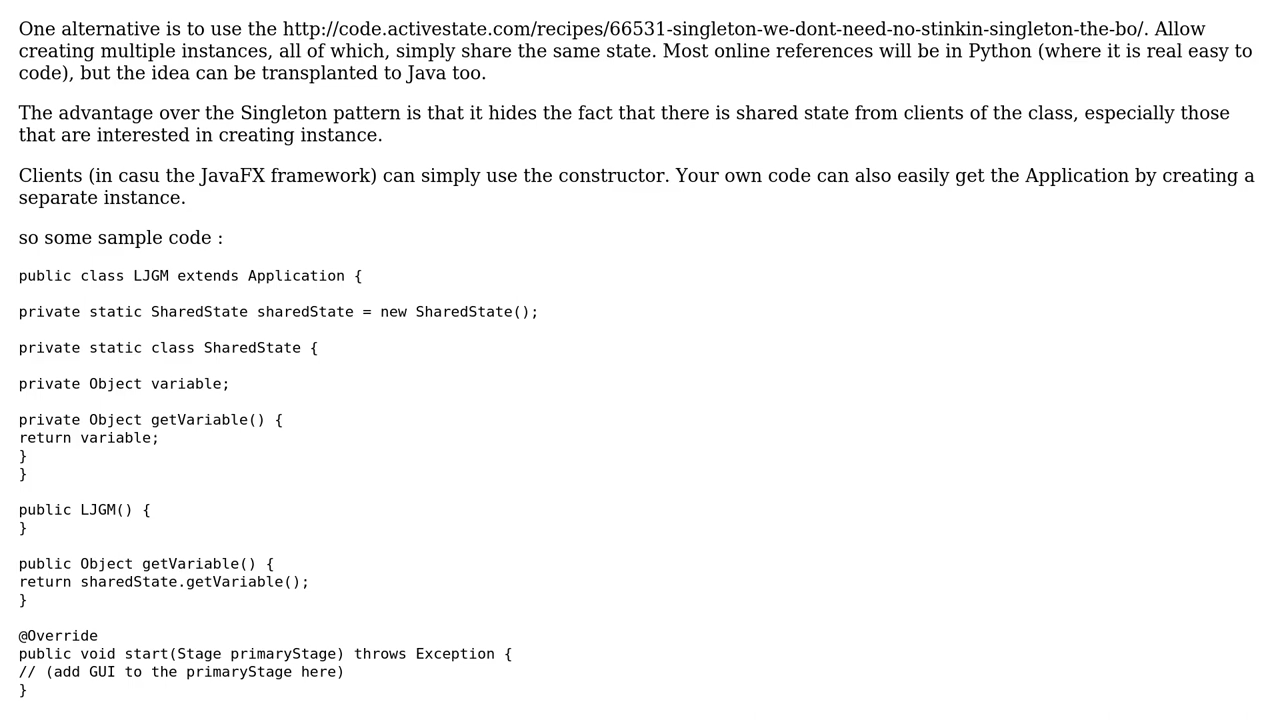 One alternative is to use the http://code.activestate.com/recipes/66531-singleton-we-dont-need-no-stinkin-singleton-the-bo/. Allow
creating multiple instances, all of which, simply share the same state. Most online references will be in Python (where it is real easy to
code), but the idea can be transplanted to Java too.
The advantage over the Singleton pattern is that it hides the fact that there is shared state from clients of the class, especially those
that are interested in creating instance.
Clients (in casu the JavaFX framework) can simply use the constructor. Your own code can also easily get the Application by creating a
separate instance.
so some sample code :
public class LJGM extends Application {
private static SharedState sharedState = new SharedState();
private static class SharedState {
private Object variable;
private Object getVariable() {
return variable;
}
}
public LJGM() {
}
public Object getVariable() {
return sharedState.getVariable();
}
@Override
public void start(Stage primaryStage) throws Exception {
// (add GUI to the primaryStage here)
}